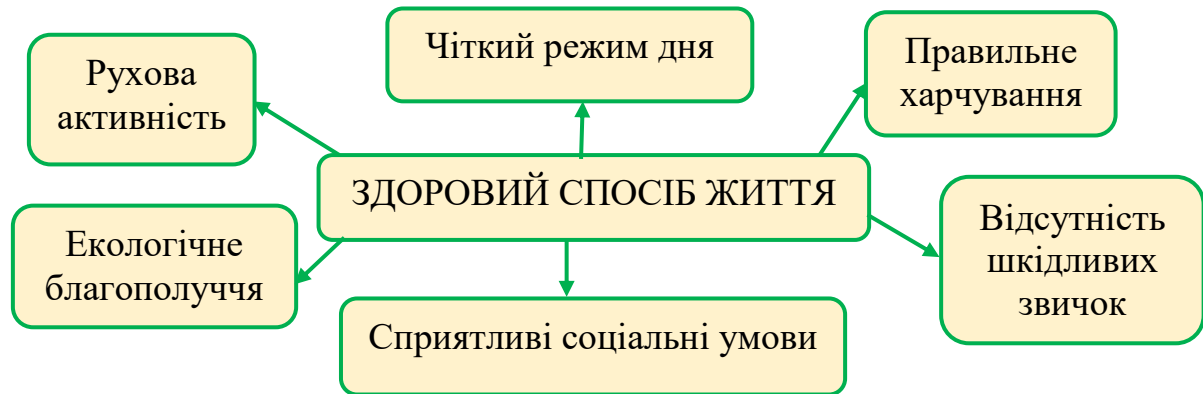 Рухова
активність
Чіткий режим дня
Правильне
харчування
ЗДОРОВИЙ СПОСІБ ЖИТТЯ
Екологічне
благополуччя
Сприятливі соціальні умови
Відсутність
шкідливих
звичок